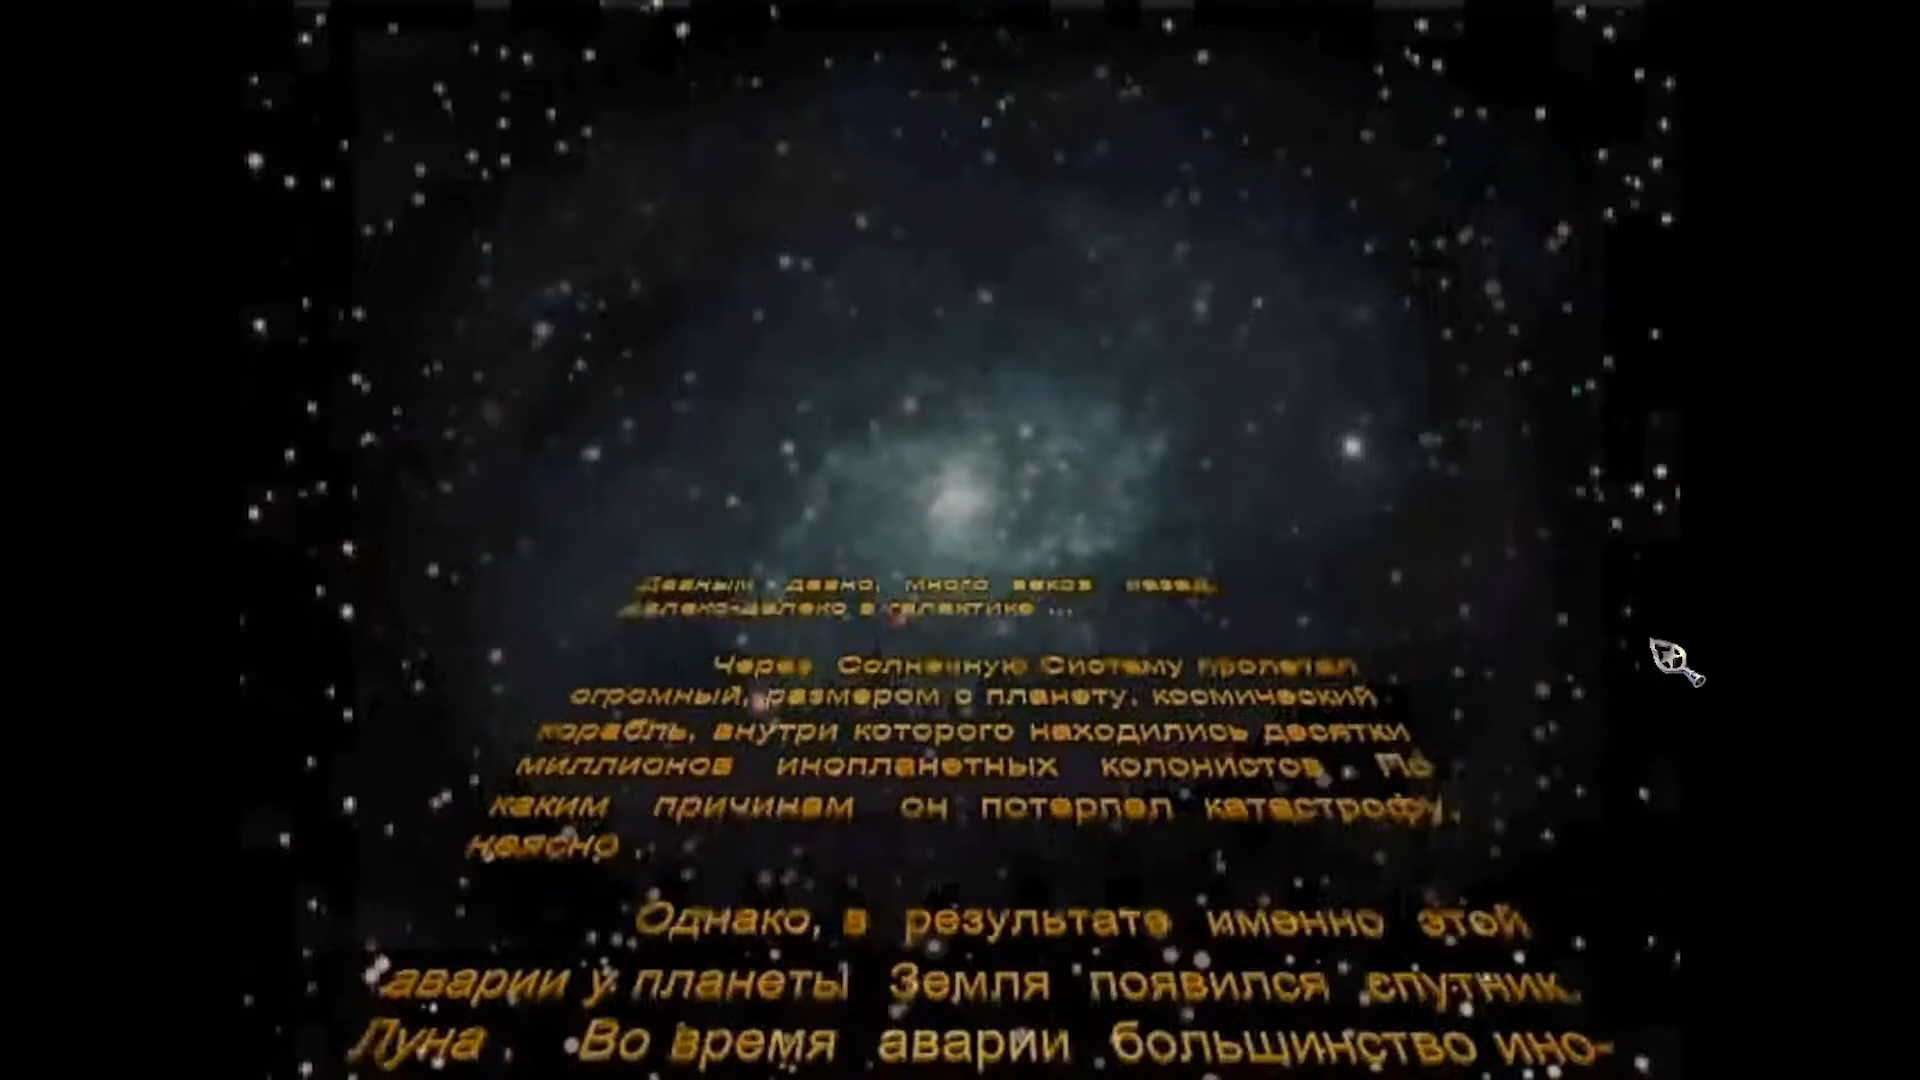 Давным - давно, много веков назад,
далеко-далеко в галактике ...
Через Солнечную Систему пролетал
огромный, размером с планету, космический
корабль, внутри которого находились десятки
миллионов инопланетных колонистов. По
каким причинам он потерпел катастрофу,
неясно .
Однако, в результате именно этой
аварии у планеты Земля появился спутник
Луна . Во время аварии большинство ино-